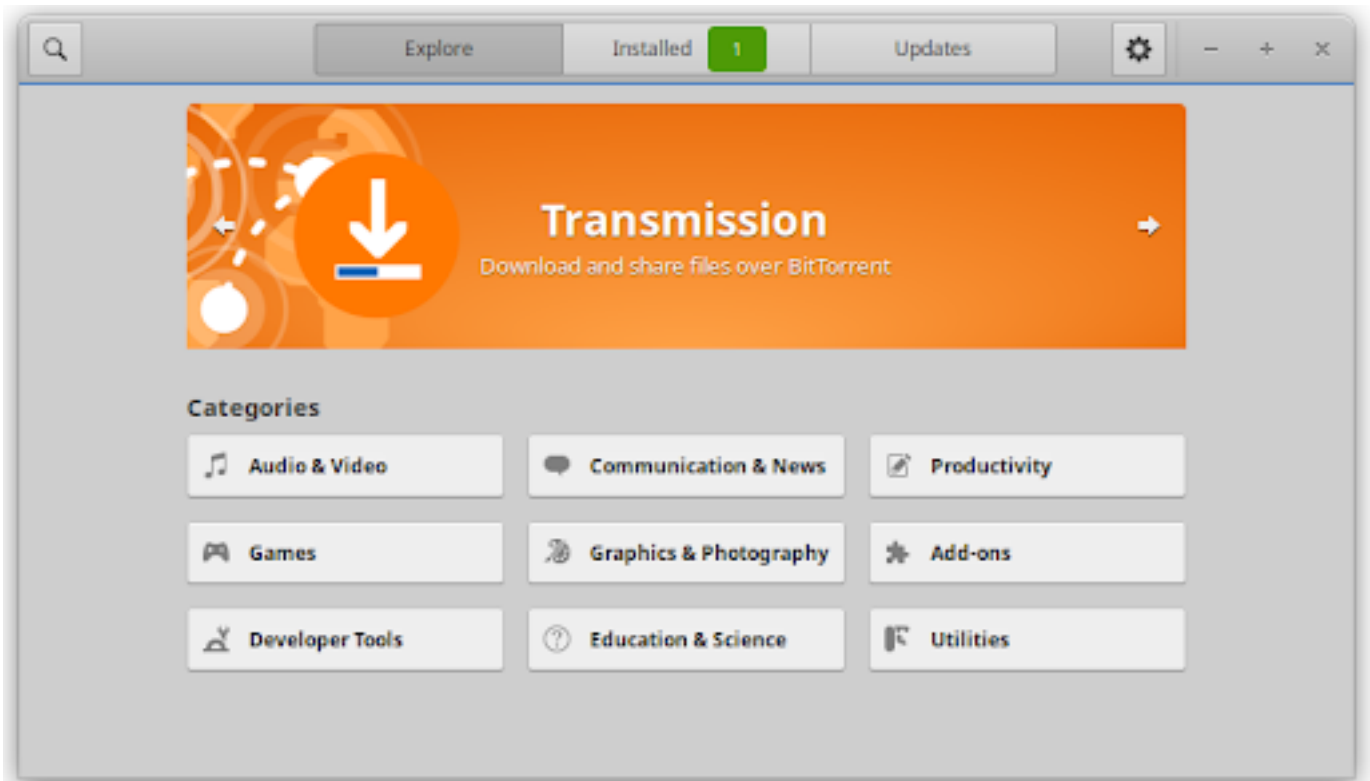 Explore Installed 1 Updates
Transmission
Download and share files over BitTorrent
Categories
Audio & Video Communication & News Productivity
Games Graphics & Photography Add-ons
Developer Tools Education & Science Utilities